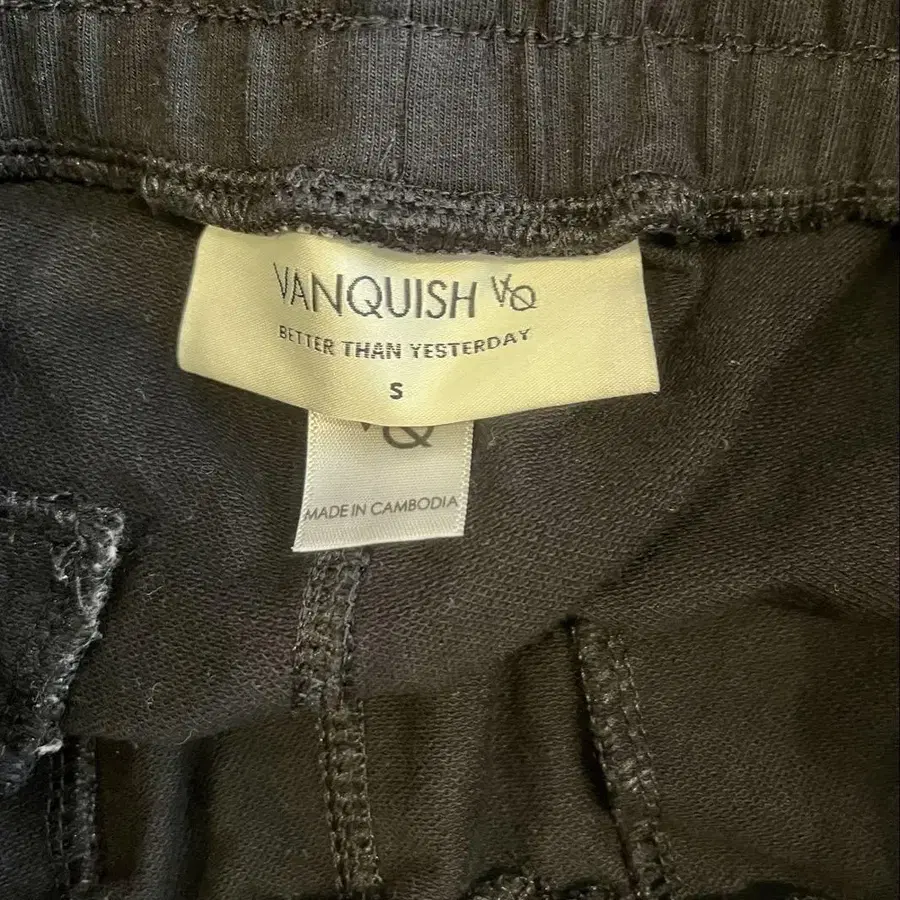 VANQUISH VQ
BETTER THAN YESTERDAY
S
VQ
MADE IN CAMBODIA